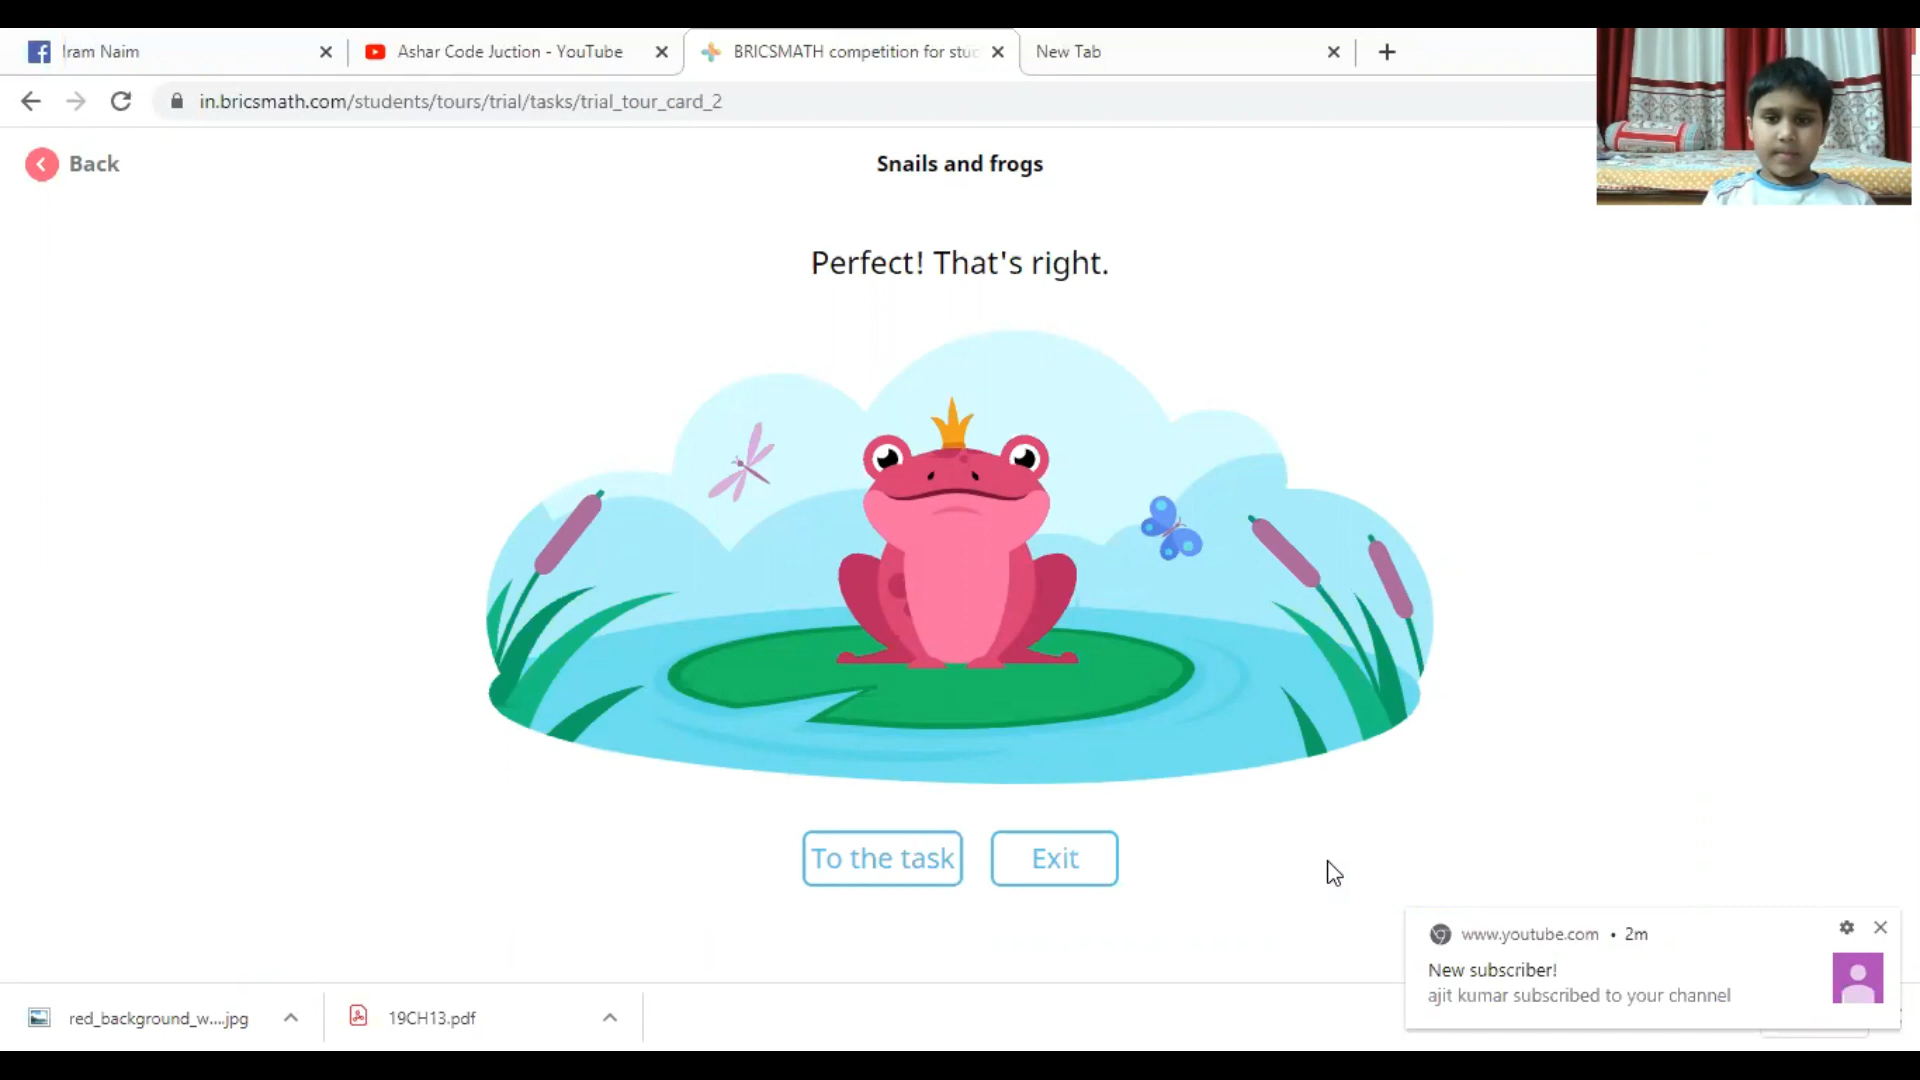 Iram Naim
Ashar Code Juction - YouTube
BRICSMATH competition for stuc
New Tab
in.bricsmath.com/students/tours/trial/tasks/trial_tour_card_2
Back
Snails and frogs
Perfect! That's right.
To the task
Exit
www.youtube.com • 2m
New subscriber!
ajit kumar subscribed to your channel
red_background_w....jpg
19CH13.pdf